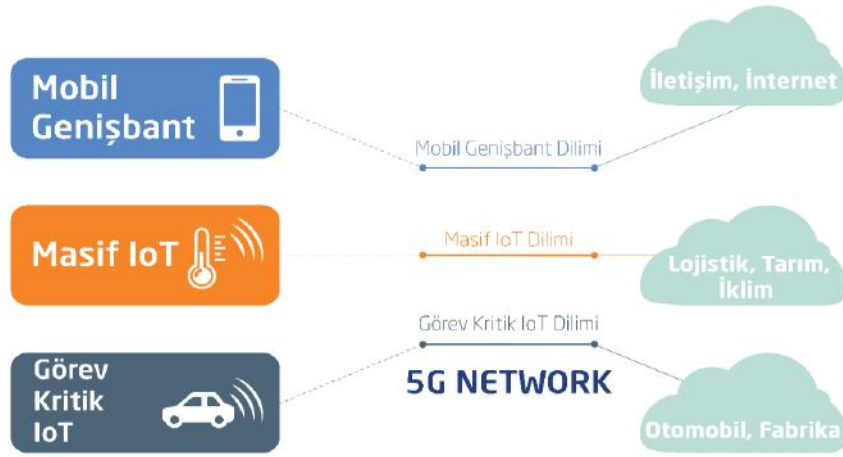 Mobil
Genişbant
Mobil Genişbant Dilimi
İletişim, İnternet
Masif IoT
Masif IoT Dilimi
Lojistik, Tarım,
İklim
Görev
Kritik
IoT
Görev Kritik IoT Dilimi
5G NETWORK
Otomobil, Fabrika